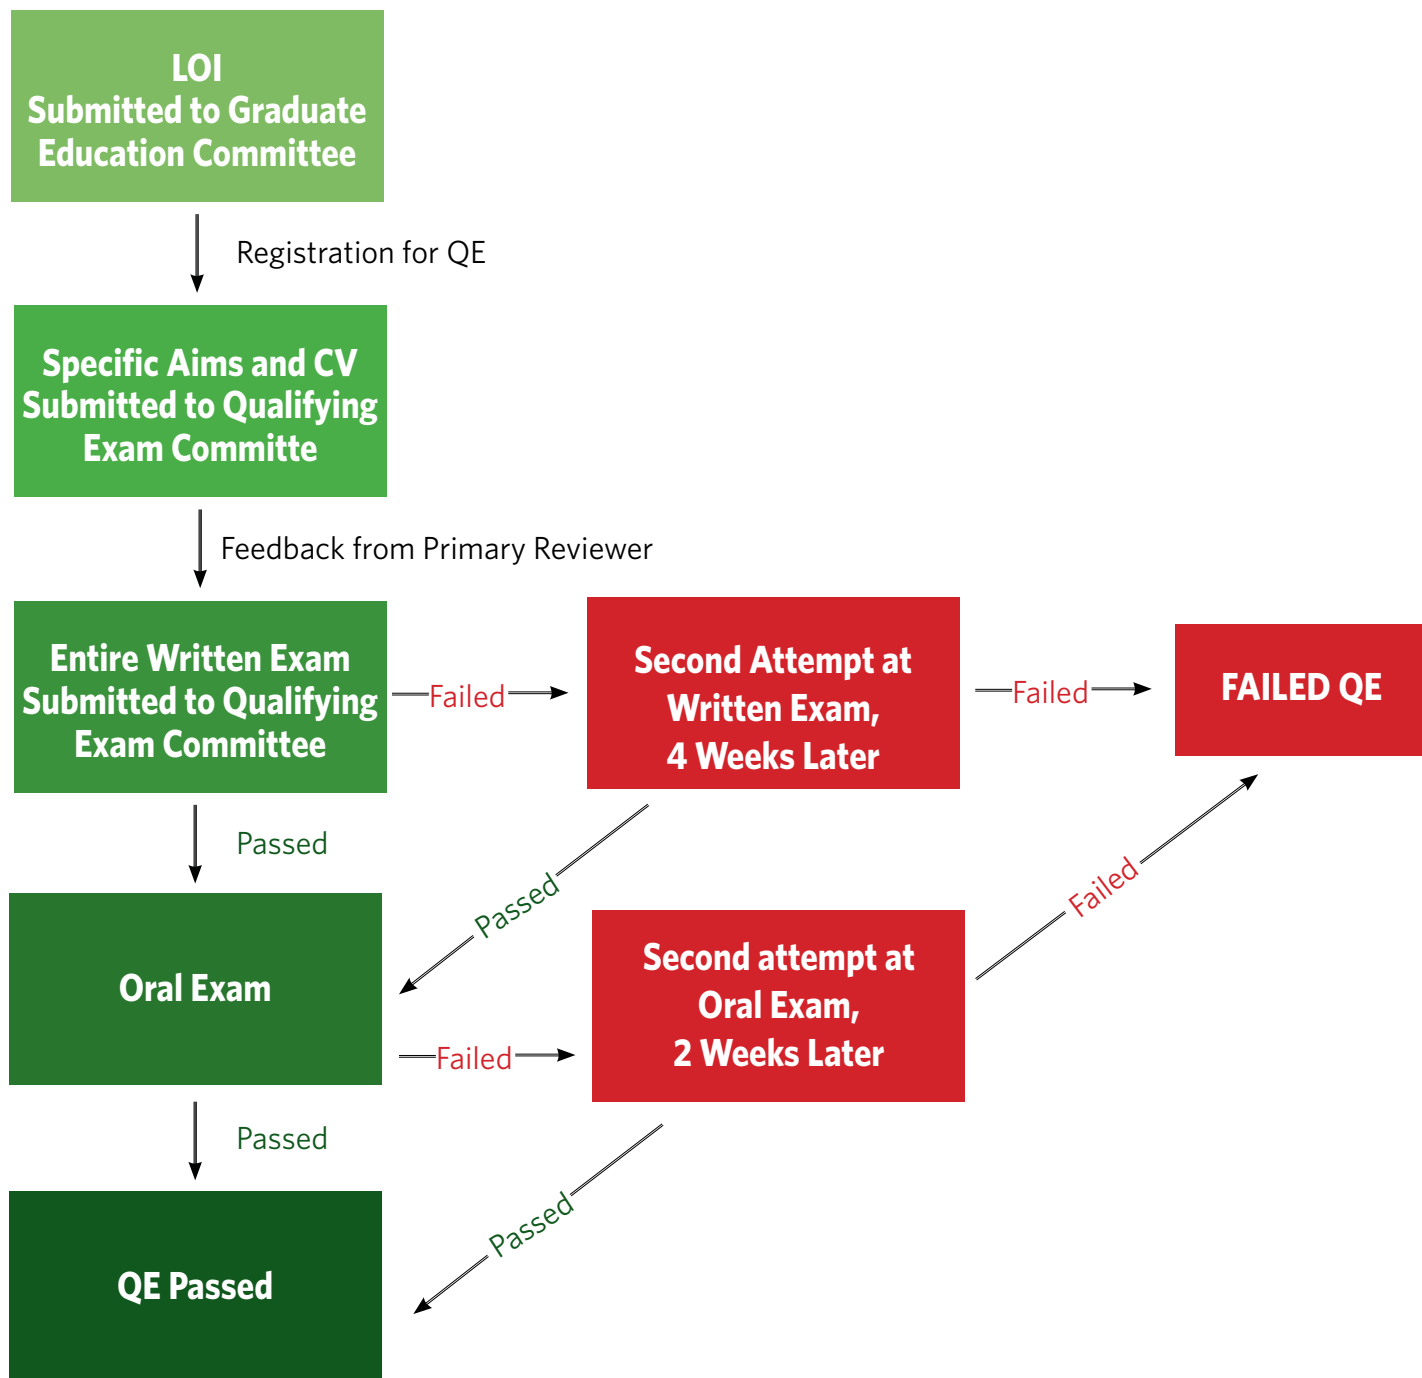 LOI
Submitted to Graduate
Education Committee
Registration for QE
Specific Aims and CV
Submitted to Qualifying
Exam Committe
Feedback from Primary Reviewer
Entire Written Exam
Submitted to Qualifying
Exam Committee
Failed
Second Attempt at
Written Exam,
4 Weeks Later
Failed
FAILED QE
Passed
Passed
Oral Exam
Failed
Second attempt at
Oral Exam,
2 Weeks Later
Failed
Passed
Passed
QE Passed